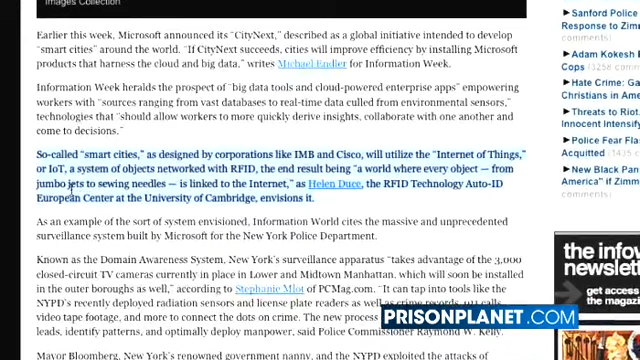 Images Collection
Earlier this week, Microsoft announced its "CityNext," described as a global initiative intended to develop
"smart cities" around the world. "If CityNext succeeds, cities will improve efficiency by installing Microsoft
products that harness the cloud and big data," writes Michael Endler for Information Week.
Information Week heralds the prospect of "big data tools and cloud-powered enterprise apps" empowering
workers with "sources ranging from vast databases to real-time data culled from environmental sensors,"
technologies that "should allow workers to more quickly derive insights, collaborate with one another and
come to decisions."
So-called "smart cities," as designed by corporations like IMB and Cisco, will utilize the "Internet of Things,"
or IoT, a system of objects networked with RFID, the end result being "a world where every object — from
jumbo jets to sewing needles — is linked to the Internet," as Helen Duce, the RFID Technology Auto-ID
European Center at the University of Cambridge, envisions it.
As an example of the sort of system envisioned, Information World cites the massive and unprecedented
surveillance system built by Microsoft for the New York Police Department.
Known as the Domain Awareness System, New York's surveillance apparatus "takes advantage of the 3,000
closed-circuit TV cameras currently in place in Lower and Midtown Manhattan, which will soon be installed
in the outer boroughs as well," according to Stephanie Mlot of PCMag.com. "It can tap into tools like the
NYPD's recently deployed radiation sensors and license plate readers as well as crime records, 911 calls,
video tape footage, and more to connect the dots on crime. The new process
leads, identify patterns, and optimally deploy manpower, said Police Commissioner Raymond W. Kelly.
Mayor Bloomberg, New York's renowned government nanny, and the NYPD exploited the attacks of
Sanford Police
Response to Zim
comments)
Adam Kokesh
Cops (3258 comm
Hate Crime: Ga
Christians in Ame
Threats to Riot
Innocent Intensify
Police Fear Fla
Acquitted (1435 c
New Black Pan
America" if Zimm
comments)
the infow
newslette
get access
the magazi
PRISONPLANET.COM